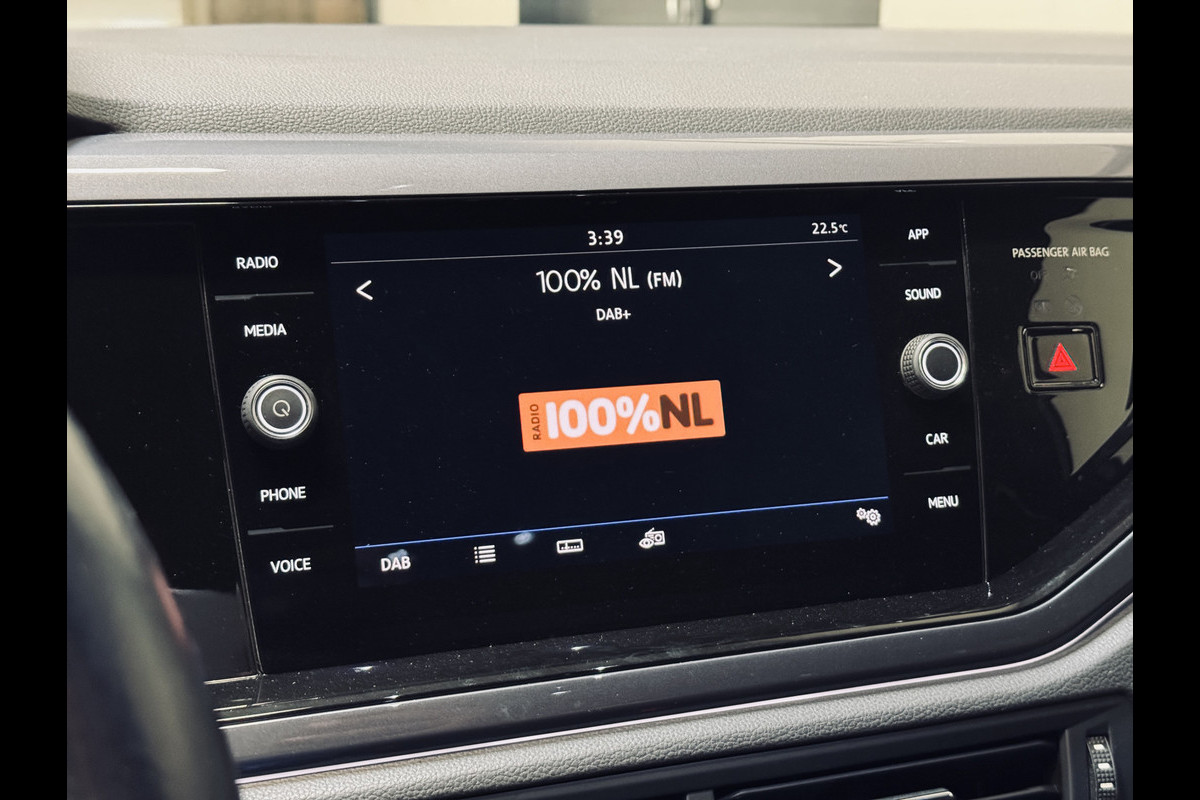 3:39
22.5°C
100% NL (FM)
DAB+
RADIO
100%NL
DAB
RADIO
MEDIA
PHONE
VOICE
APP
SOUND
CAR
MENU
PASSENGER AIR BAG